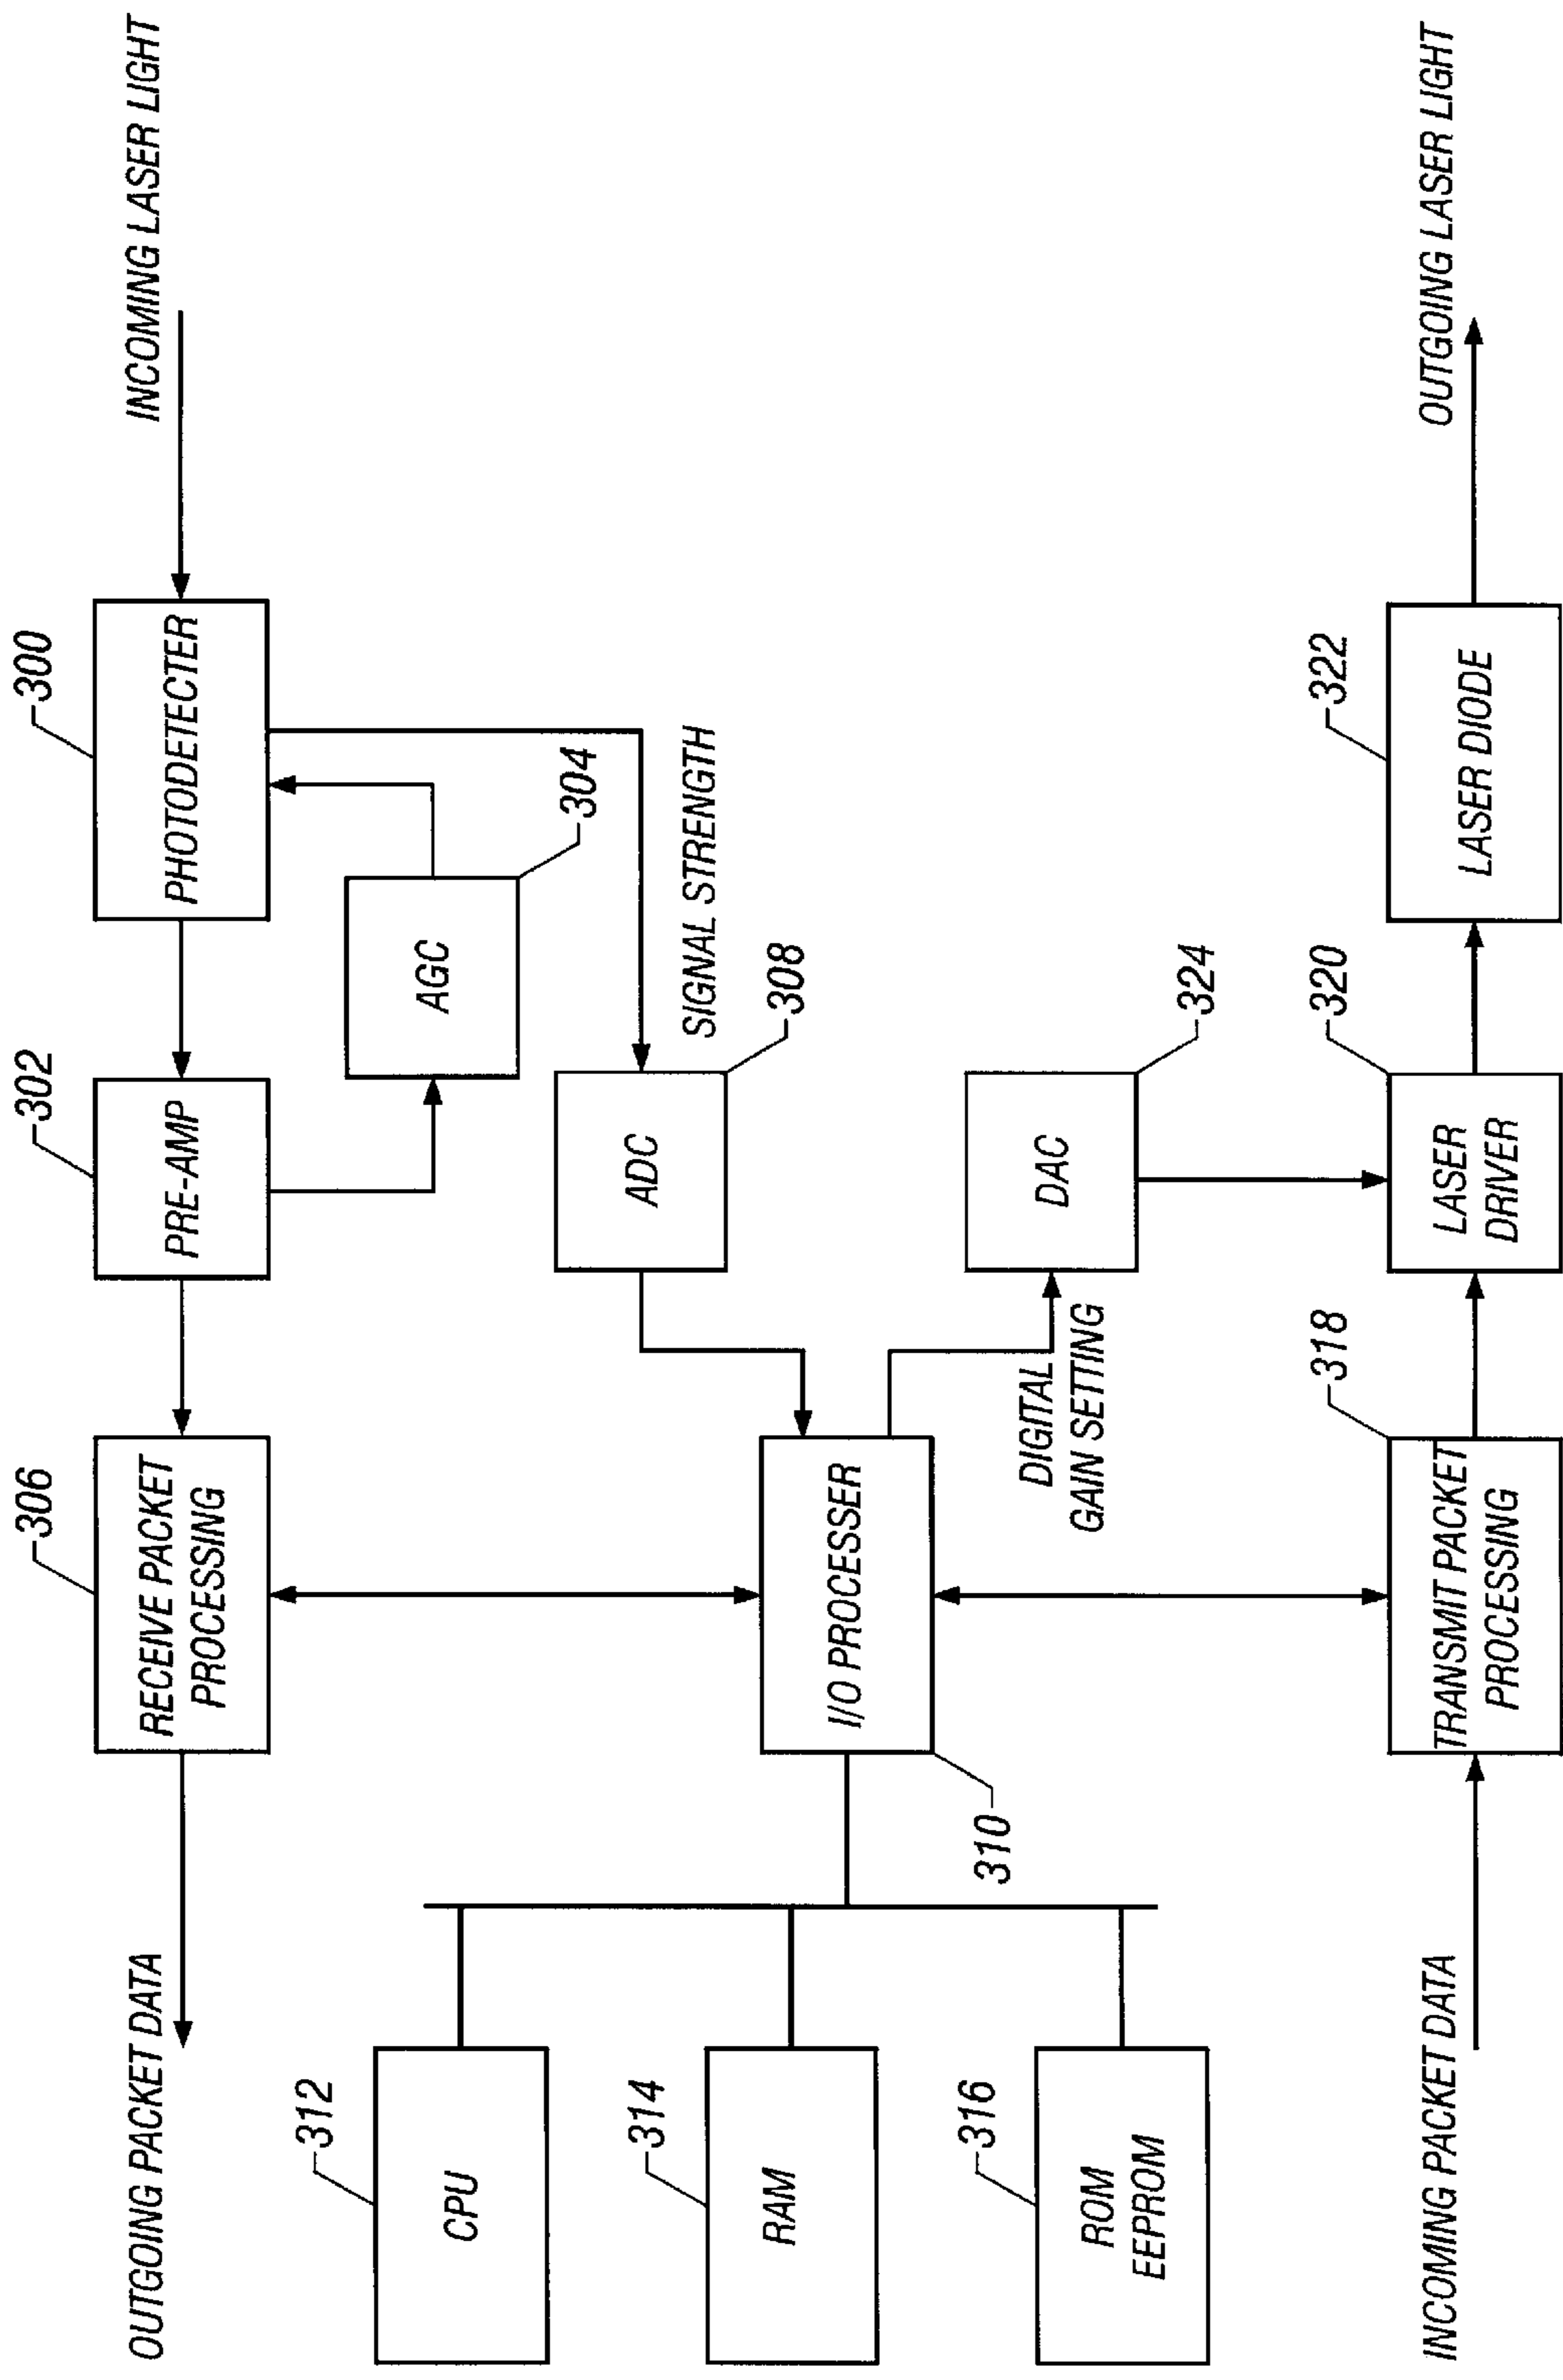 OUTGOING PACKET DATA
306
RECEIVE PACKET
PROCESSING
302
PRE-AMP
300
PHOTODETECTER
INCOMING LASER LIGHT
304
AGC
312
CPU
308
ADC
SIGNAL STRENGTH
314
RAM
I/O PROCESSER
310
324
DAC
DIGITAL
GAIN SETTING
316
ROM
EEPROM
318
TRANSMIT PACKET
PROCESSING
320
LASER
DRIVER
322
LASER DIODE
INCOMING PACKET DATA
OUTGOING LASER LIGHT